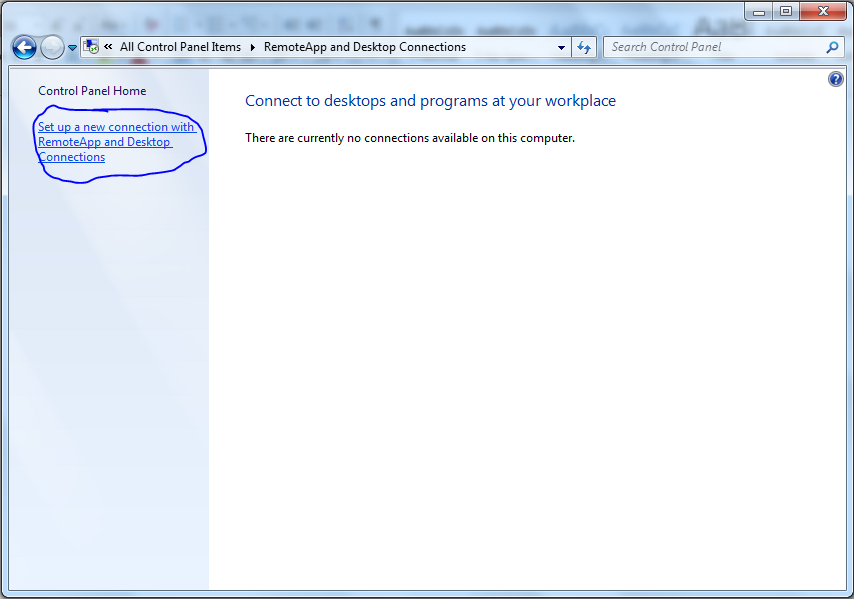 « All Control Panel Items ▸ RemoteApp and Desktop Connections
Search Control Panel
Control Panel Home
Set up a new connection with
RemoteApp and Desktop
Connections
Connect to desktops and programs at your workplace
There are currently no connections available on this computer.